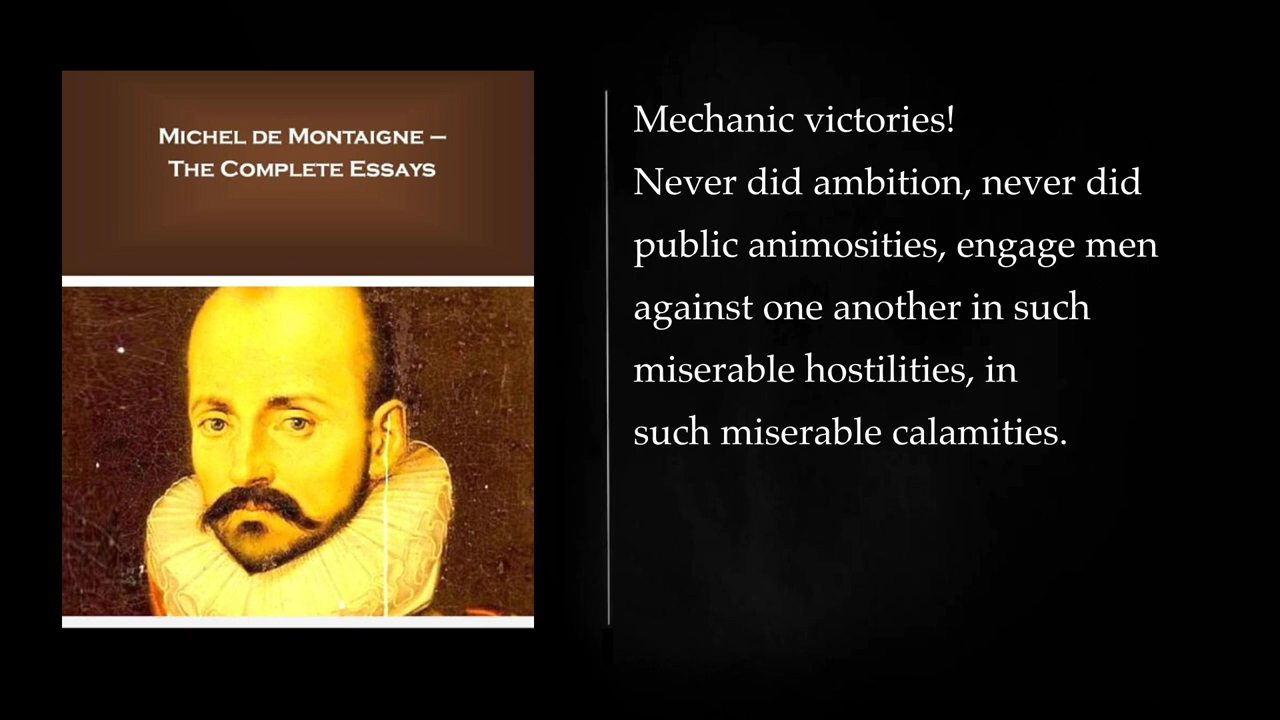 Michel de Montaigne –
The Complete Essays
Mechanic victories!
Never did ambition, never did
public animosities, engage men
against one another in such
miserable hostilities, in
such miserable calamities.